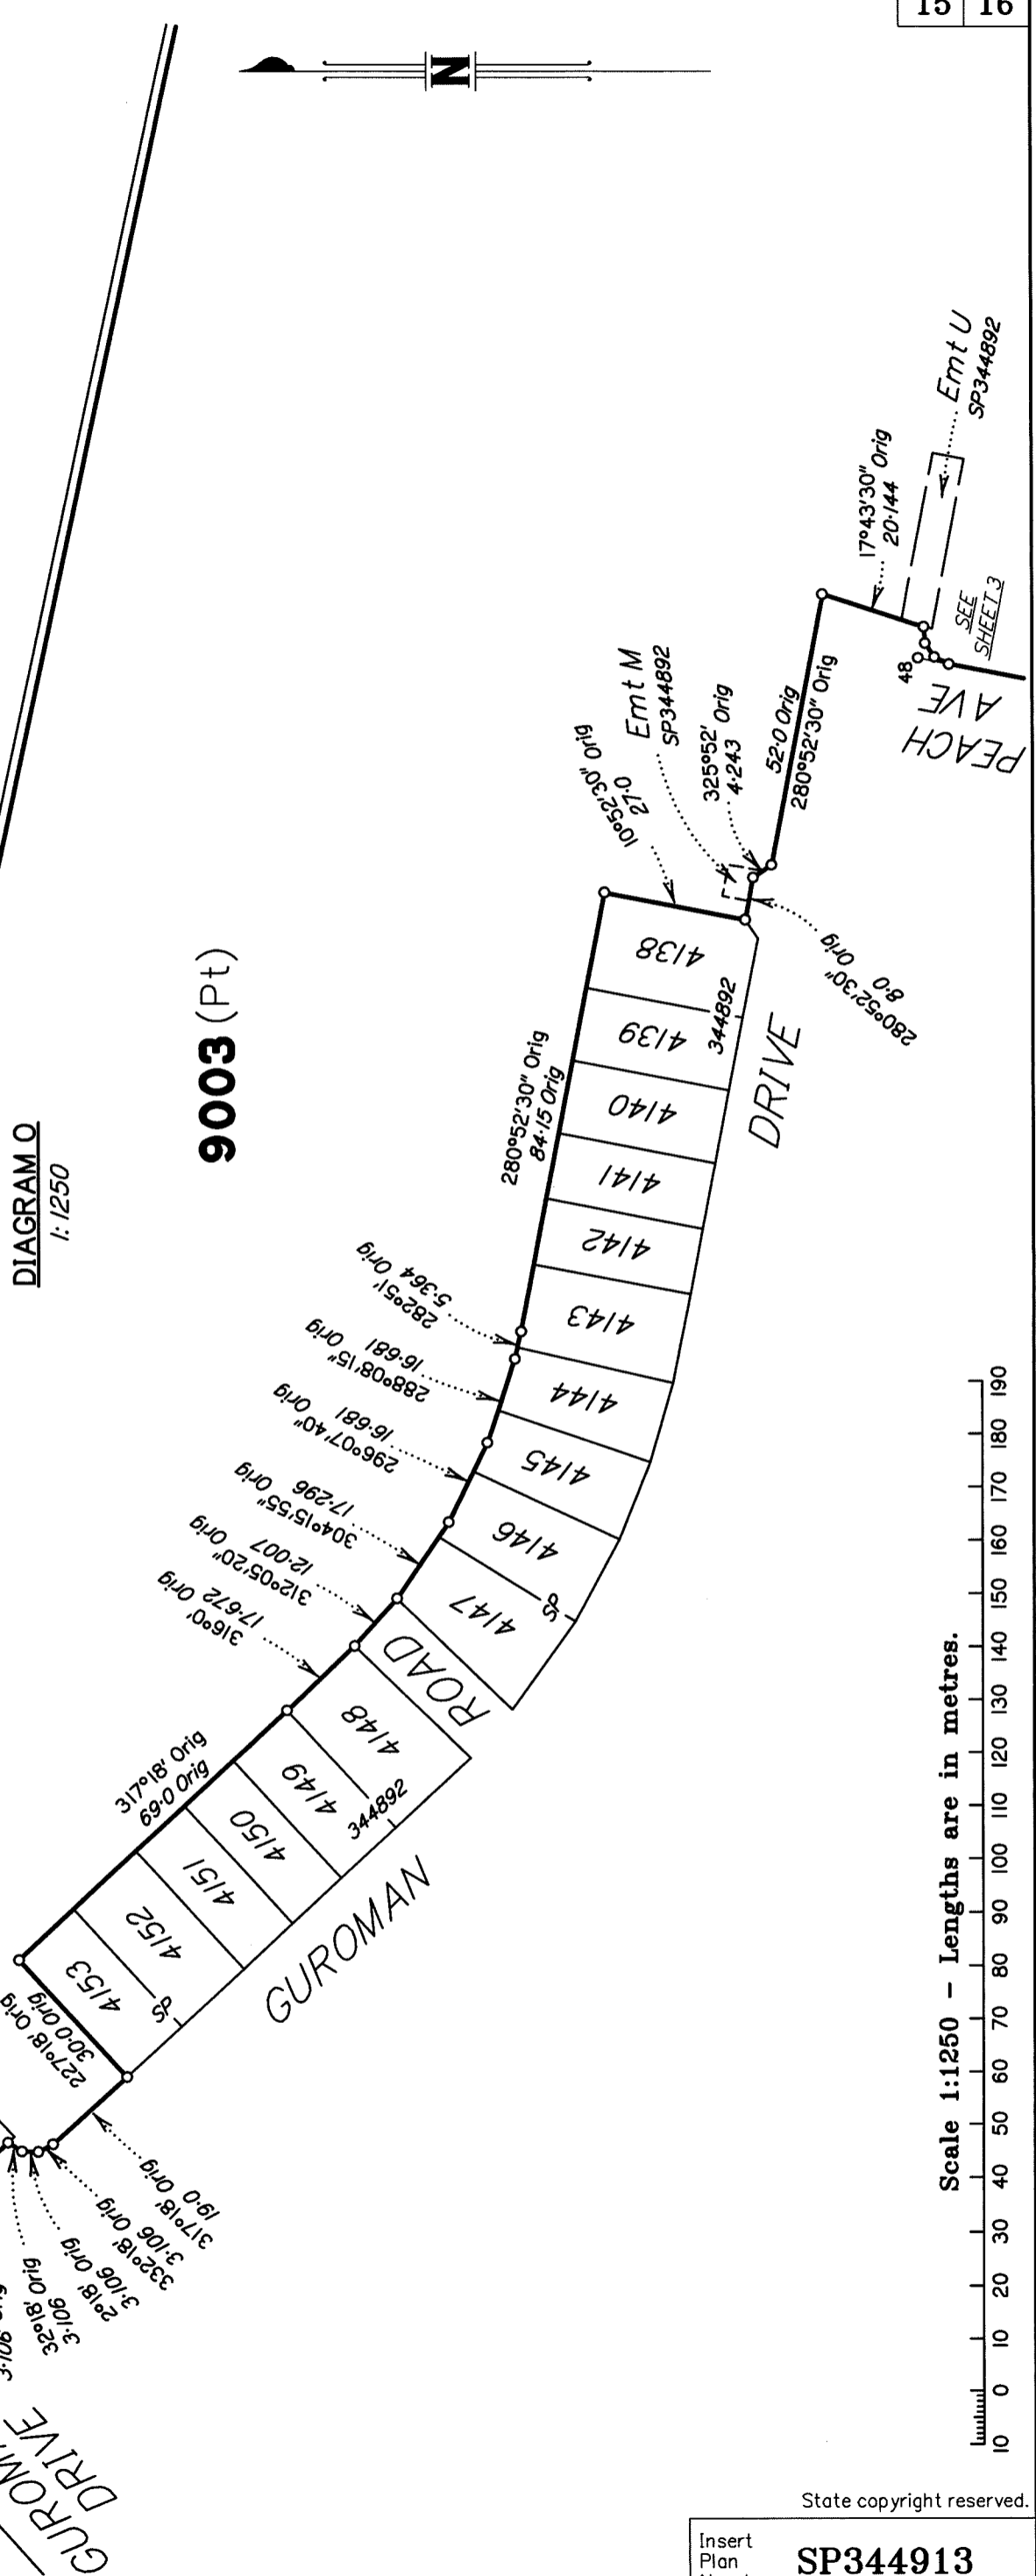 15 16
N
DIAGRAM O
1:1250
9003 (Pt)
Emt U
SP344892
17°43'30" Orig
20·144
SEE
SHEET 3
48
PEACH
AVE
52·0 Orig
280°52'30" Orig
325°52' Orig
4·243
Emt M
SP344892
10°52'30" Orig
27·0
280°52'30" Orig
8·0
4138
4139
344892
4140
4141
4142
4143
DRIVE
280°52'30" Orig
84·15 Orig
282°51' Orig
5·364
288°08'15" Orig
16·681
296°07'40" Orig
16·681
304°15'55" Orig
17·296
312°05'20" Orig
12·007
316°0' Orig
17·672
4144
4145
4146
4147
SP
ROAD
4148
4149
344892
4150
4151
4152
4153
SP
317°18' Orig
69·0 Orig
GUROMAN
227°18' Orig
30·0 Orig
317°18' Orig
19·0
332°18' Orig
3·106
2°18' Orig
3·106
32°18' Orig
3·106
3·106
DRIVE
Scale 1:1250 – Lengths are in metres.
10 0 10 20 30 40 50 60 70 80 90 100 110 120 130 140 150 160 170 180 190
State copyright reserved.
Insert
Plan
SP344913